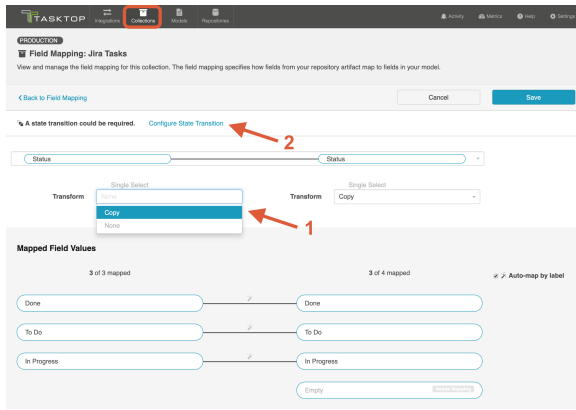 TASKTOP
Integrations
Collections
Models
Repositories
Activity
Metrics
Help
Settings
PRODUCTION
Field Mapping: Jira Tasks
View and manage the field mapping for this collection. The field mapping specifies how fields from your repository artifact map to fields in your model.
Back to Field Mapping
Cancel
Save
A state transition could be required. Configure State Transition
2
Status
Status
Single Select
Single Select
Transform
None
Transform
Copy
Copy
None
1
Mapped Field Values
3 of 3 mapped
3 of 4 mapped
Auto-map by label
Done
Done
To Do
To Do
In Progress
In Progress
Empty